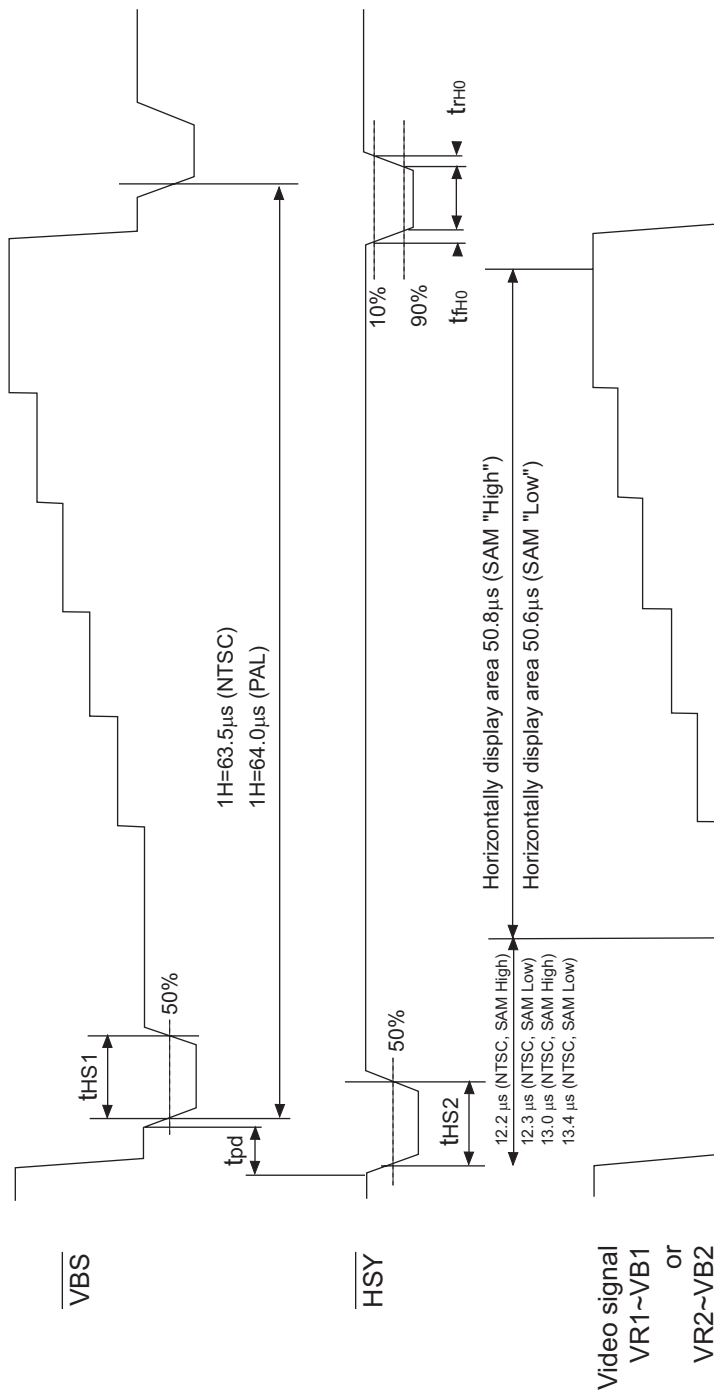 VBS
tHS1
tpd
50%
1H=63.5µs (NTSC)
1H=64.0µs (PAL)
HSY
tHS2
50%
10%
90%
tfH0
trH0
Horizontally display area 50.8µs (SAM "High")
Horizontally display area 50.6µs (SAM "Low")
12.2 µs (NTSC, SAM High)
12.3 µs (NTSC, SAM Low)
13.0 µs (NTSC, SAM High)
13.4 µs (NTSC, SAM Low)
Video signal
VR1~VB1
or
VR2~VB2